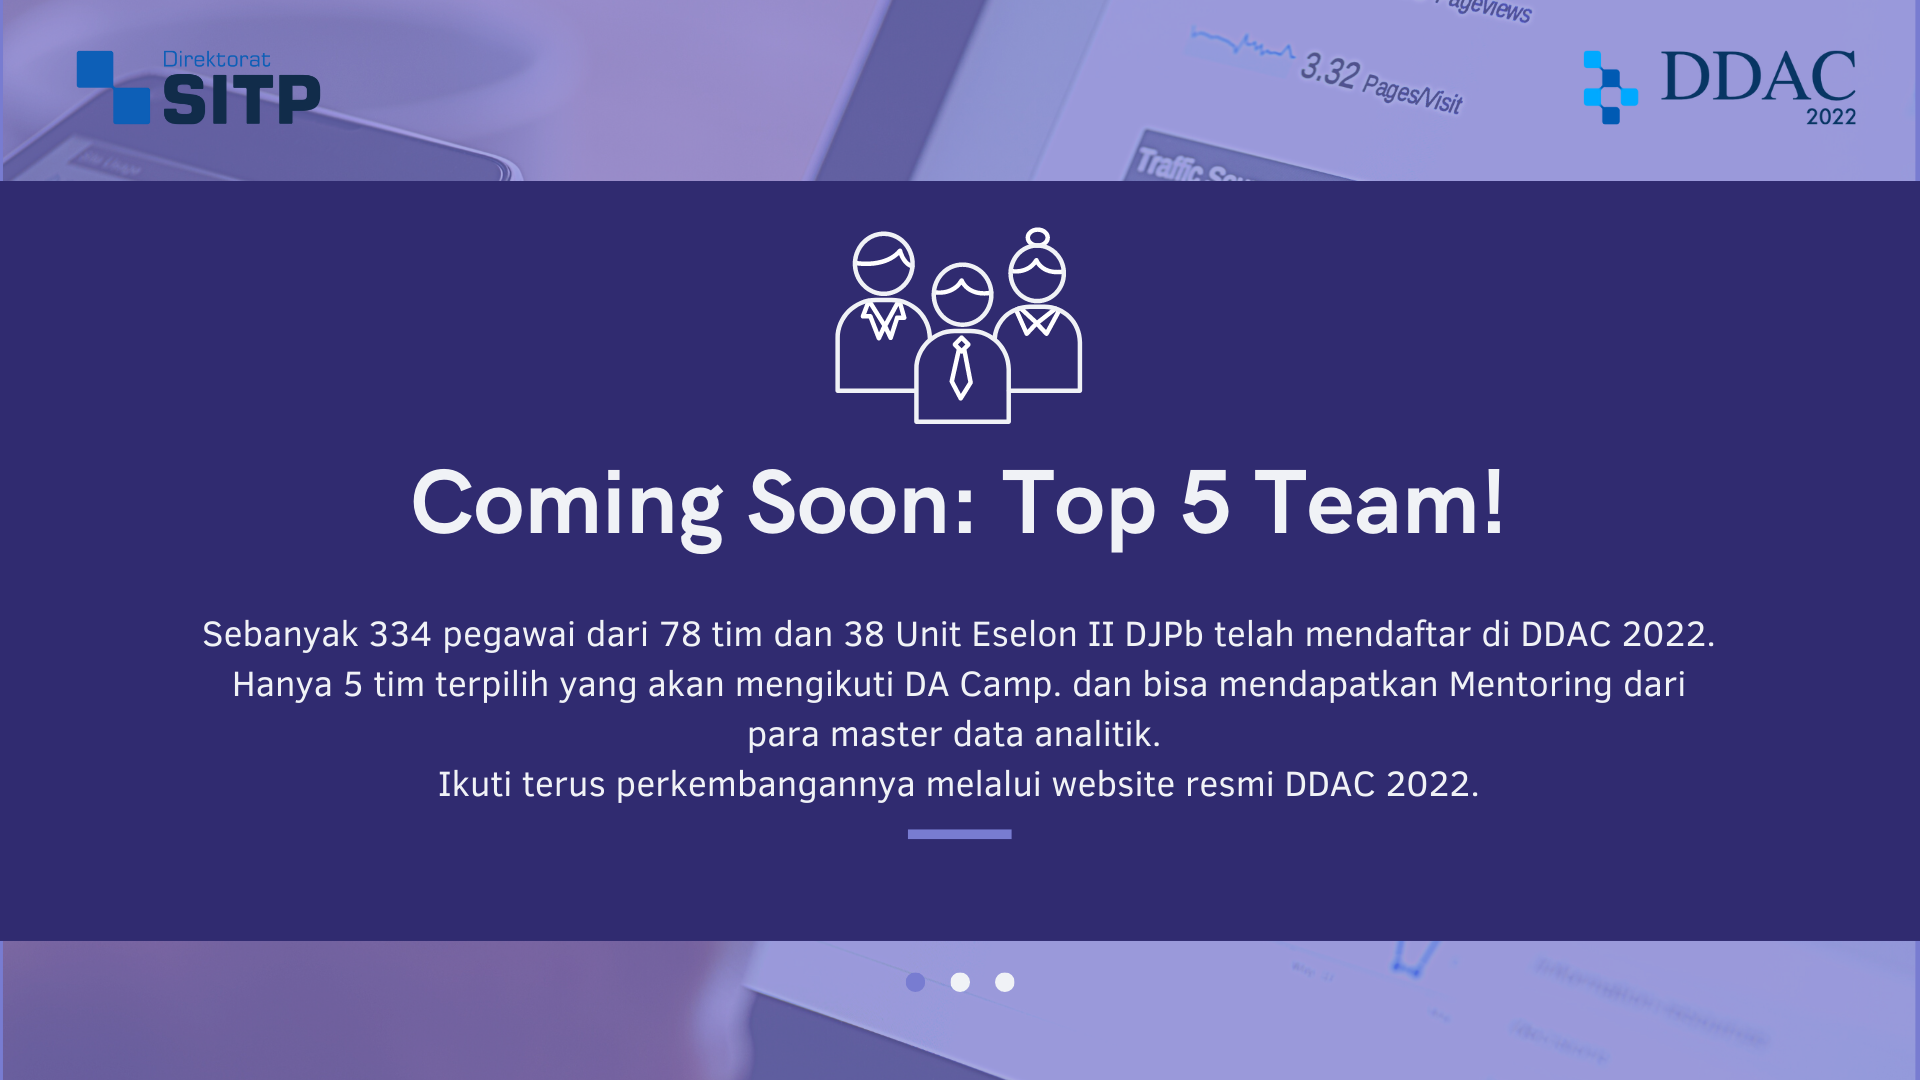 Direktorat
SITP
Pageviews
3.32 Pages/Visit
DDAC
2022
Site Usage
Traffic
Coming Soon: Top 5 Team!
Sebanyak 334 pegawai dari 78 tim dan 38 Unit Eselon II DJPb telah mendaftar di DDAC 2022.
Hanya 5 tim terpilih yang akan mengikuti DA Camp. dan bisa mendapatkan Mentoring dari
para master data analitik.
Ikuti terus perkembangannya melalui website resmi DDAC 2022.